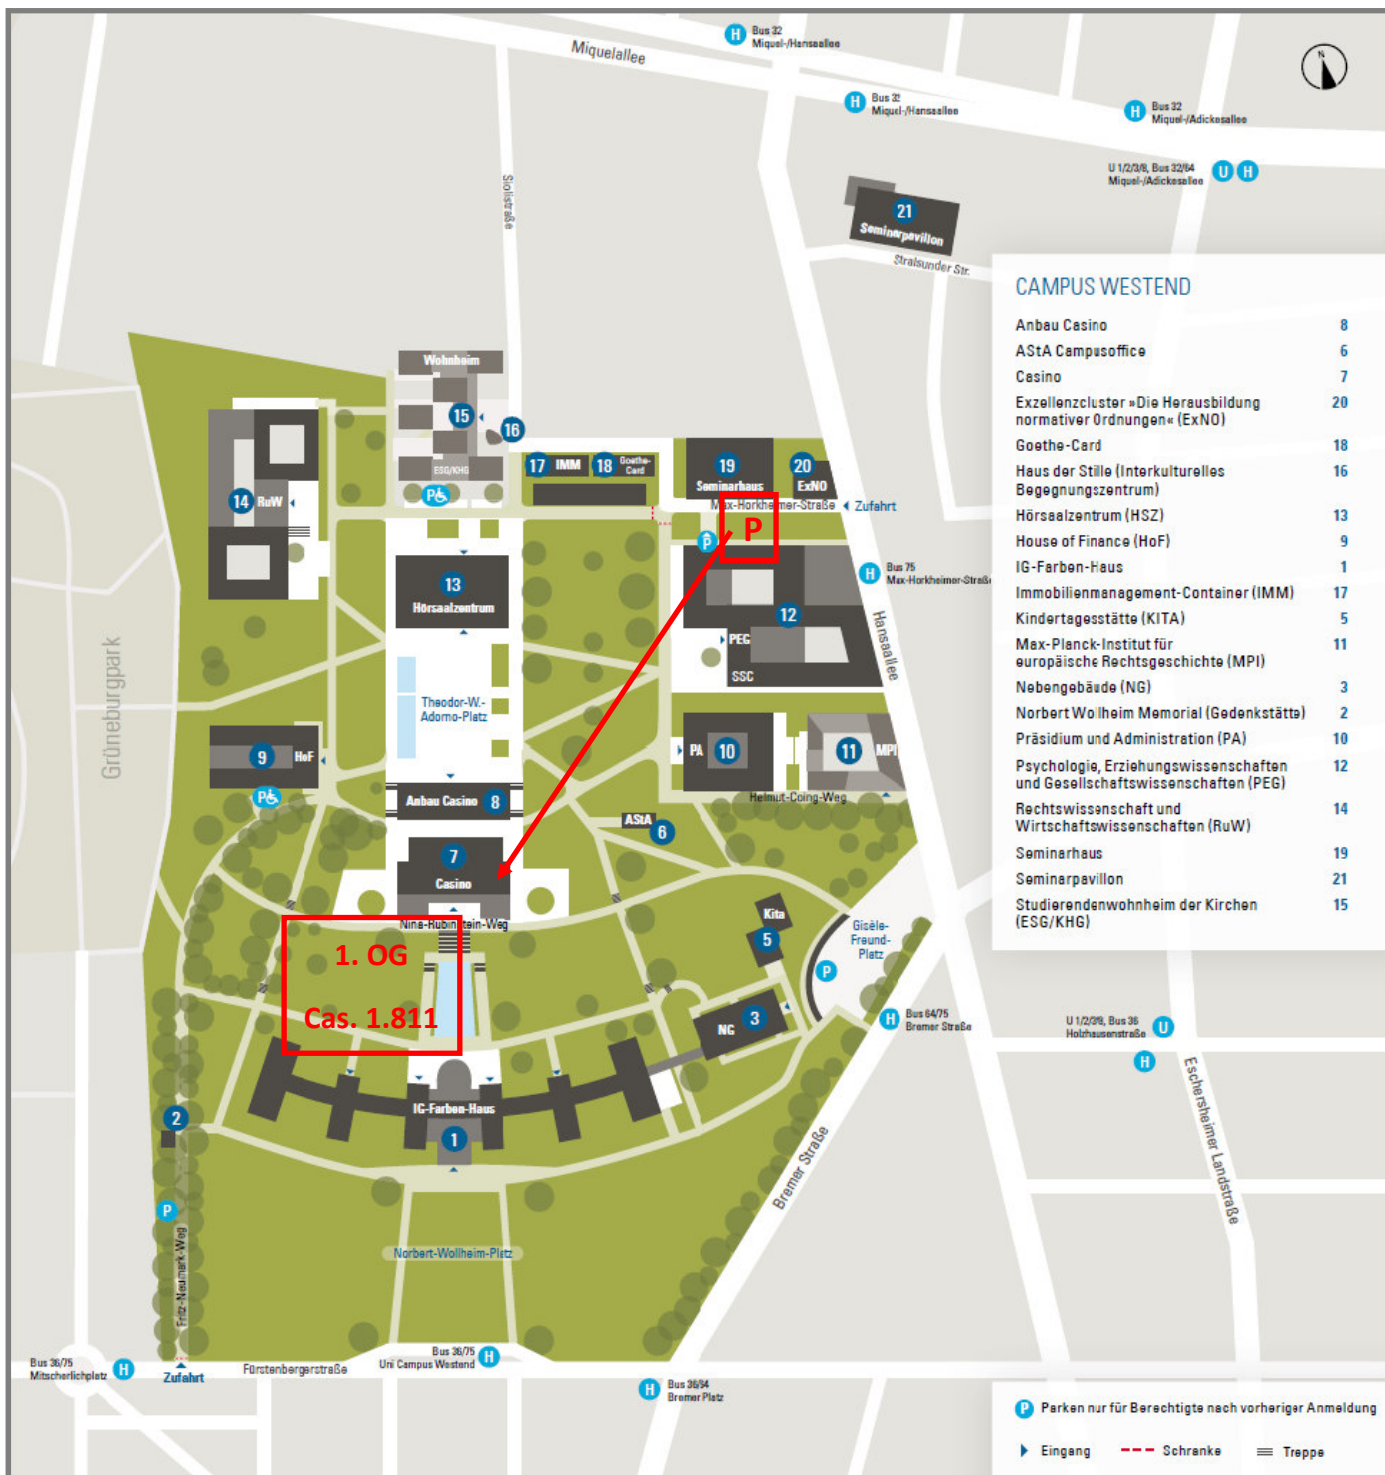 Bus 32
Miquel-/Hansaallee
Miquelallee
Bus 32
Miquel-/Hansaallee
Bus 32
Miquel-/Adickesallee
N
U 1/2/3/8, Bus 32/64
Miquel-/Adickesallee
U H
Siolistraße
21
Seminarpavillon
Stralsunder Str.
CAMPUS WESTEND
Anbau Casino 8
AStA Campusoffice 6
Casino 7
Exzellenzcluster »Die Herausbildung 20
normativer Ordnungen« (ExNO)
Goethe-Card 18
Haus der Stille (Interkulturelles 16
Begegnungszentrum)
Hörsaalzentrum (HSZ) 13
House of Finance (HoF) 9
IG-Farben-Haus 1
Immobilienmanagement-Container (IMM) 17
Kindertagesstätte (KITA) 5
Max-Planck-Institut für 11
europäische Rechtsgeschichte (MPI)
Nebengebäude (NG) 3
Norbert Wollheim Memorial (Gedenkstätte) 2
Präsidium und Administration (PA) 10
Psychologie, Erziehungswissenschaften 12
und Gesellschaftswissenschaften (PEG)
Rechtswissenschaft und 14
Wirtschaftswissenschaften (RuW)
Seminarhaus 19
Seminarpavillon 21
Studierendenwohnheim der Kirchen 15
(ESG/KHG)
Wohnheim
15
16
ESG/KHG
P
14 RuW
17 IMM
18 Goethe-
Card
19
Seminarhaus
20
ExNO
Max-Horkheimer-Straße
Zufahrt
P
P
H
Bus 75
Max-Horkheimer-Straße
Hansaallee
13
Hörsaalzentrum
12
PEG
SSC
Grüneburgpark
Theodor-W.-
Adorno-Platz
9 HoF
P
PA 10
11 MPI
Helmut-Coing-Weg
Anbau Casino 8
AStA
6
7
Casino
Nina-Rubinstein-Weg
Kita
5
Gisèle-
Freund-
Platz
P
1. OG
Cas. 1.811
NG 3
H
Bus 64/75
Bremer Straße
U 1/2/3/8, Bus 36
Holzhausenstraße
U
H
Eschersheimer Landstraße
IG-Farben-Haus
1
2
P
Fritz-Neumark-Weg
Bremer Straße
Norbert-Wollheim-Platz
Bus 36/75
Mitscherlichplatz
H
Zufahrt
Fürstenbergerstraße
Bus 36/75
Uni Campus Westend
H
H
Bus 36/64
Bremer Platz
P Parken nur für Berechtigte nach vorheriger Anmeldung
Eingang Schranke Treppe